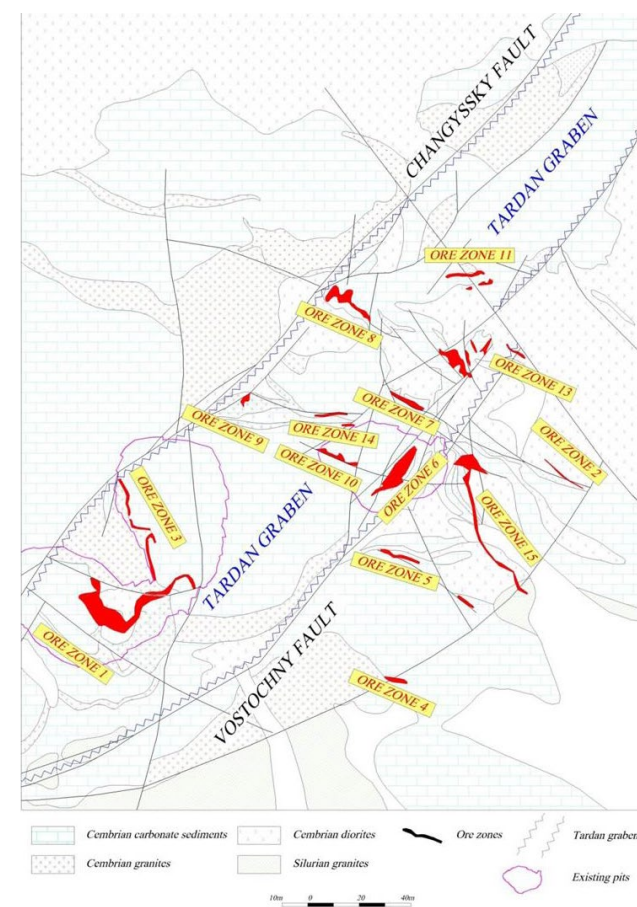 CHANGYSSKY FAULT
TARDAN GRABEN
ORE ZONE 11
ORE ZONE 8
ORE ZONE 13
ORE ZONE 7
ORE ZONE 9
ORE ZONE 14
ORE ZONE 10
ORE ZONE 6
ORE ZONE 2
ORE ZONE 3
ORE ZONE 15
TARDAN GRABEN
ORE ZONE 5
ORE ZONE 1
VOSTOCHNY FAULT
ORE ZONE 4
Cembrian carbonate sediments
Cembrian diorites
Ore zones
Tardan graben
Cembrian granites
Silurian granites
Existing pits
10m 0 20m 40m